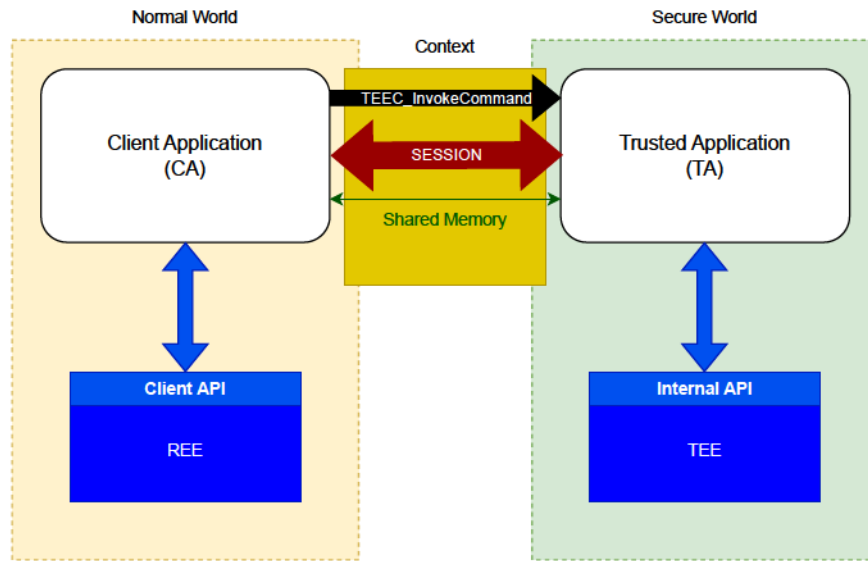 Normal World
Secure World
Context
TEEC_InvokeCommand
Client Application
(CA)
SESSION
Trusted Application
(TA)
Shared Memory
Client API
REE
Internal API
TEE